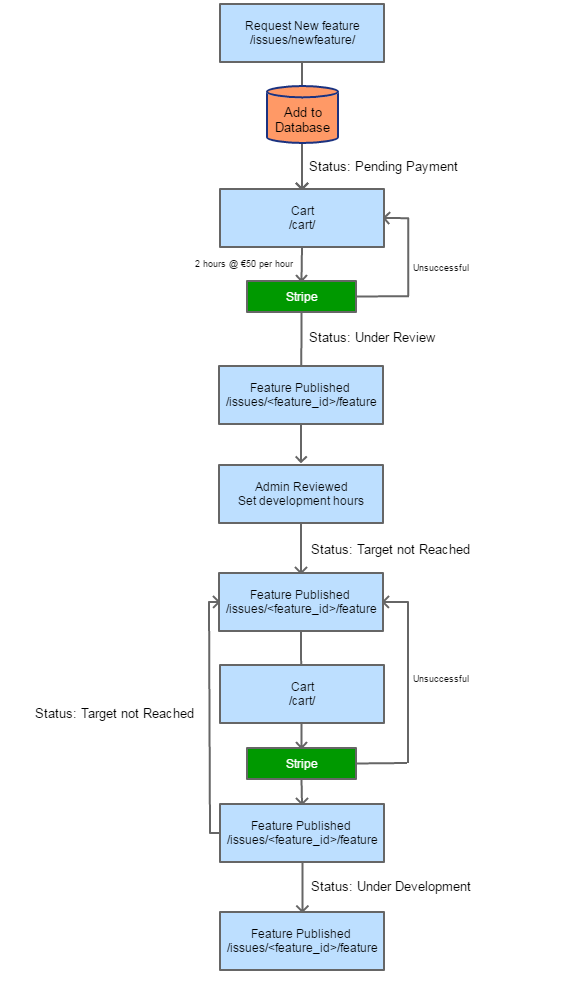 Request New feature
/issues/newfeature/
Add to
Database
Status: Pending Payment
Cart
/cart/
2 hours @ €50 per hour
Unsuccessful
Stripe
Status: Under Review
Feature Published
/issues/<feature_id>/feature
Admin Reviewed
Set development hours
Status: Target not Reached
Feature Published
/issues/<feature_id>/feature
Unsuccessful
Cart
/cart/
Status: Target not Reached
Stripe
Feature Published
/issues/<feature_id>/feature
Status: Under Development
Feature Published
/issues/<feature_id>/feature